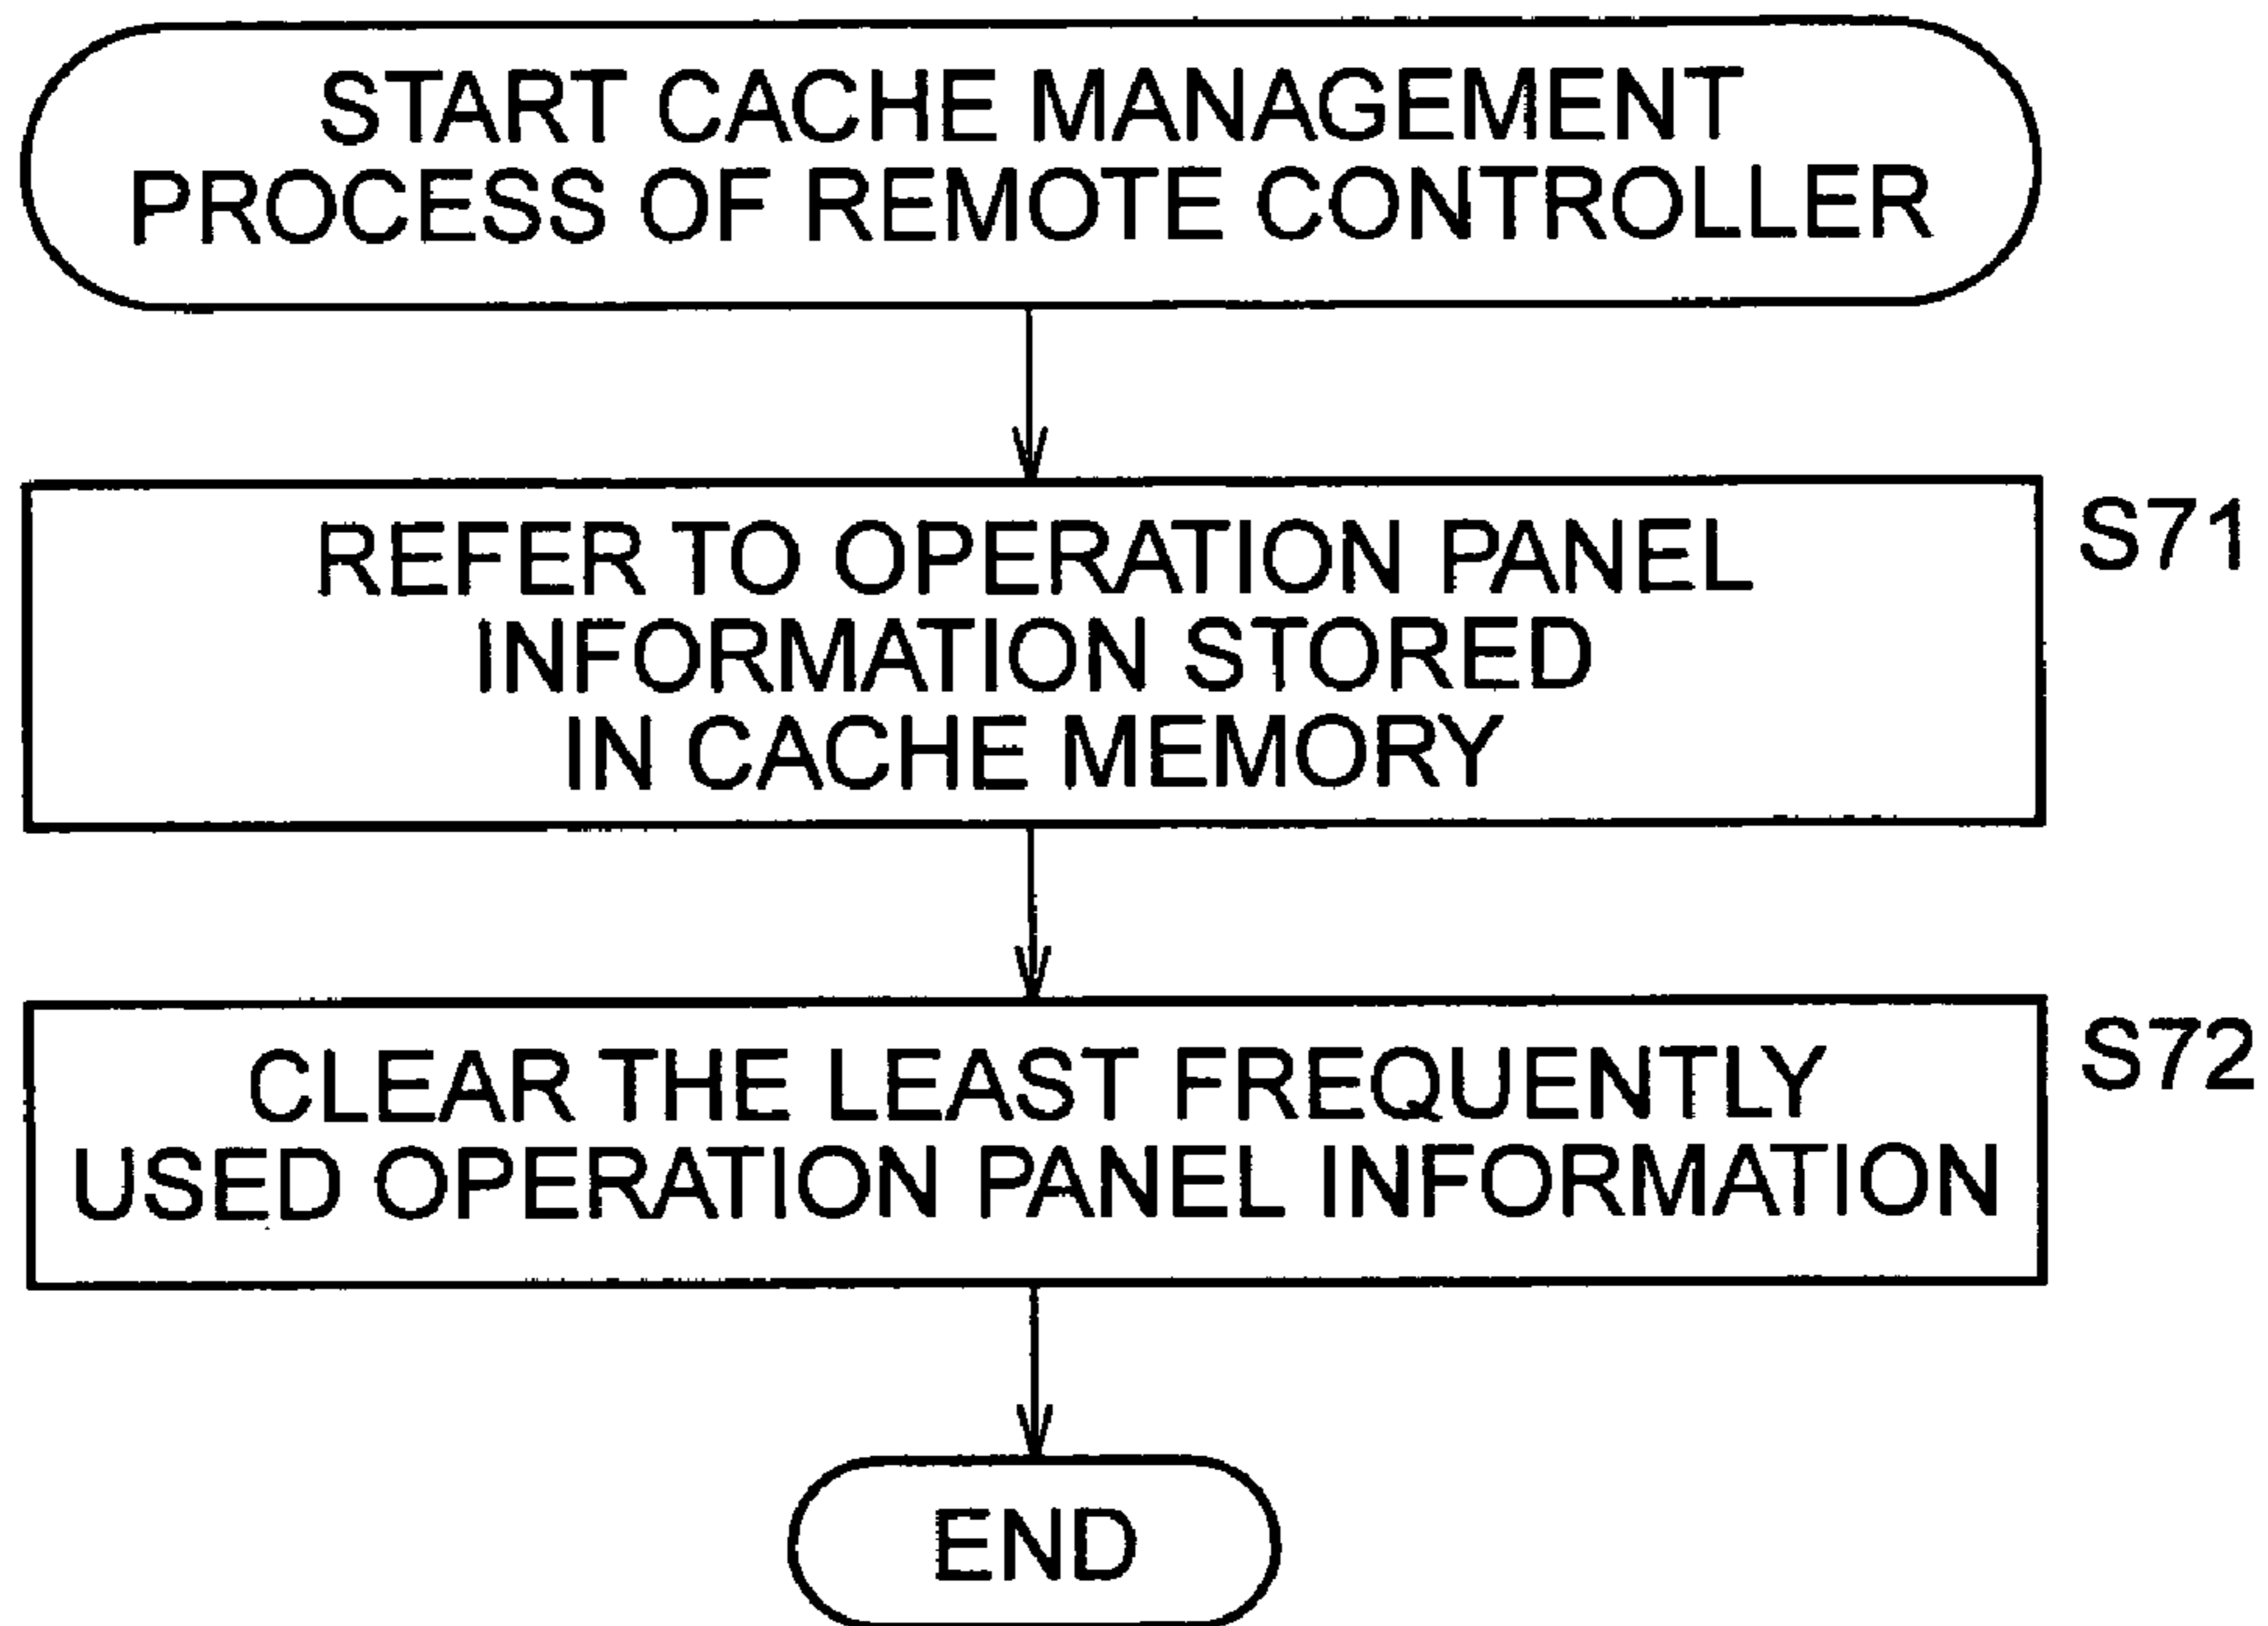 START CACHE MANAGEMENT
PROCESS OF REMOTE CONTROLLER
REFER TO OPERATION PANEL
INFORMATION STORED
IN CACHE MEMORY
S71
CLEAR THE LEAST FREQUENTLY
USED OPERATION PANEL INFORMATION
S72
END